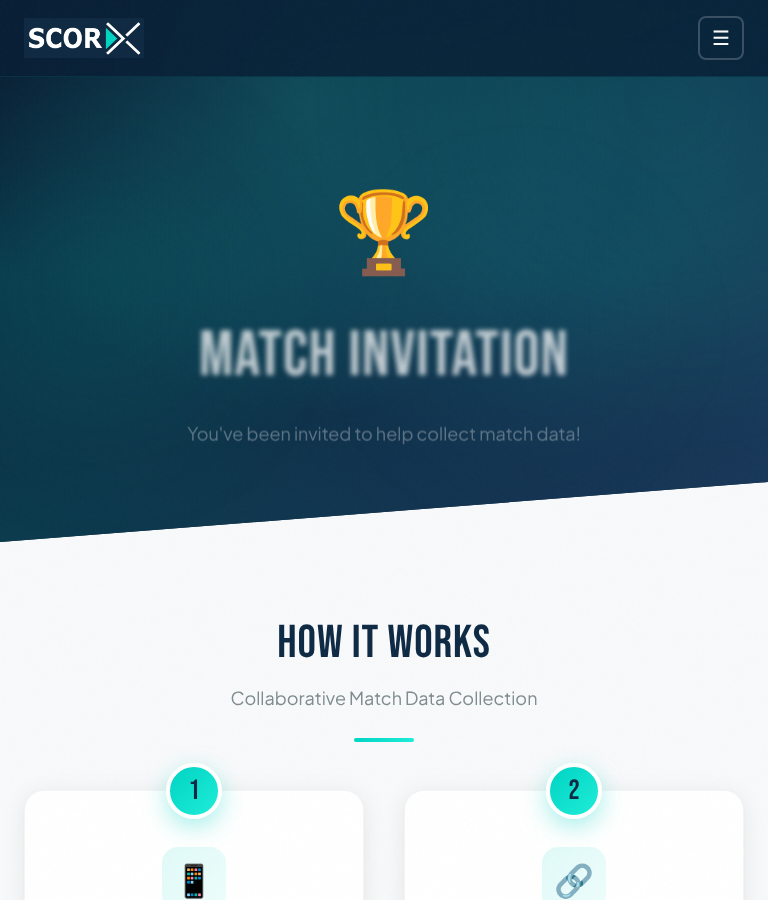 SCOR
MATCH INVITATION
You've been invited to help collect match data!
HOW IT WORKS
Collaborative Match Data Collection
1
2